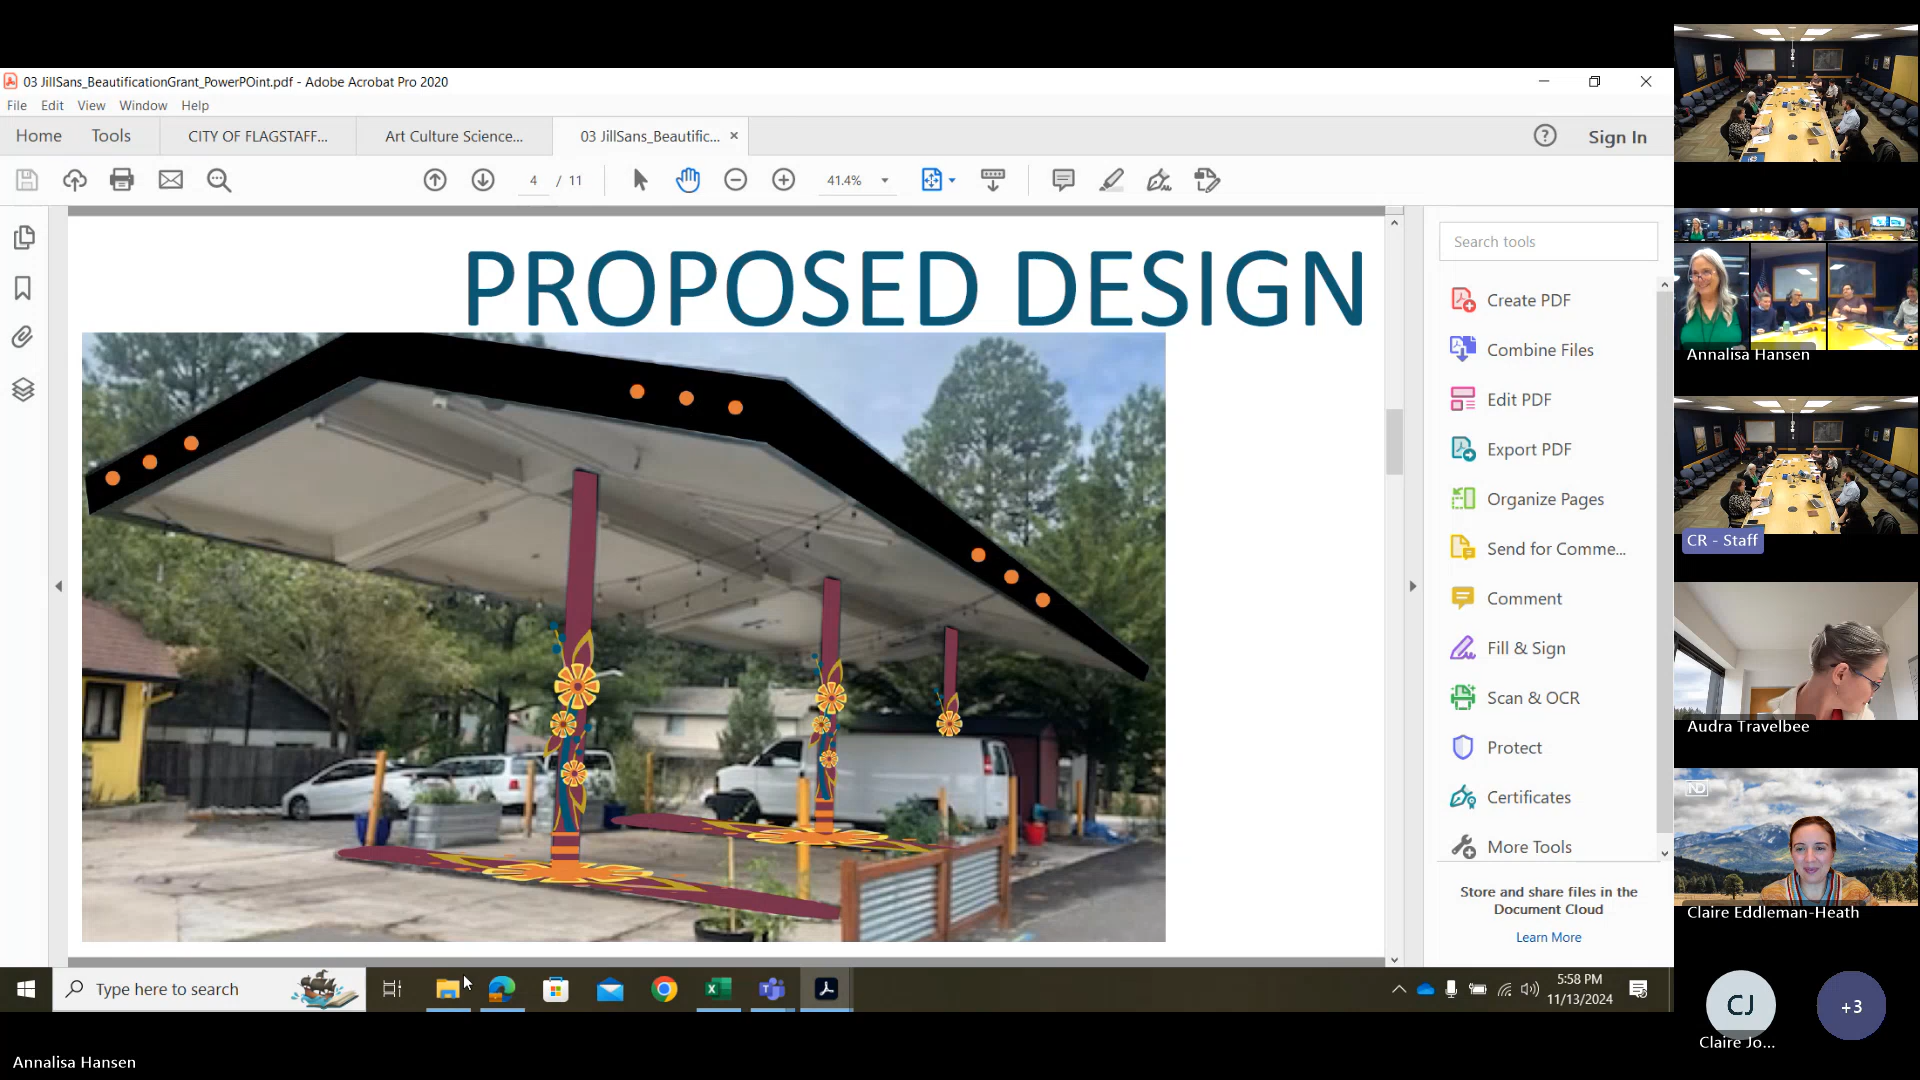 03 JillSans_BeautificationGrant_PowerPOint.pdf - Adobe Acrobat Pro 2020
File Edit View Window Help
Home Tools CITY OF FLAGSTAFF... Art Culture Science... 03 JillSans_Beautific... ×
Sign In
4 / 11 41.4%
PROPOSED DESIGN
Search tools
Create PDF
Combine Files
Edit PDF
Export PDF
Organize Pages
Send for Comme...
Comment
Fill & Sign
Scan & OCR
Protect
Certificates
More Tools
Store and share files in the
Document Cloud
Learn More
Type here to search
5:58 PM
11/13/2024
Annalisa Hansen
CR - Staff
Audra Travelbee
ND
Claire Eddleman-Heath
CJ
+3
Claire Jo...
Annalisa Hansen